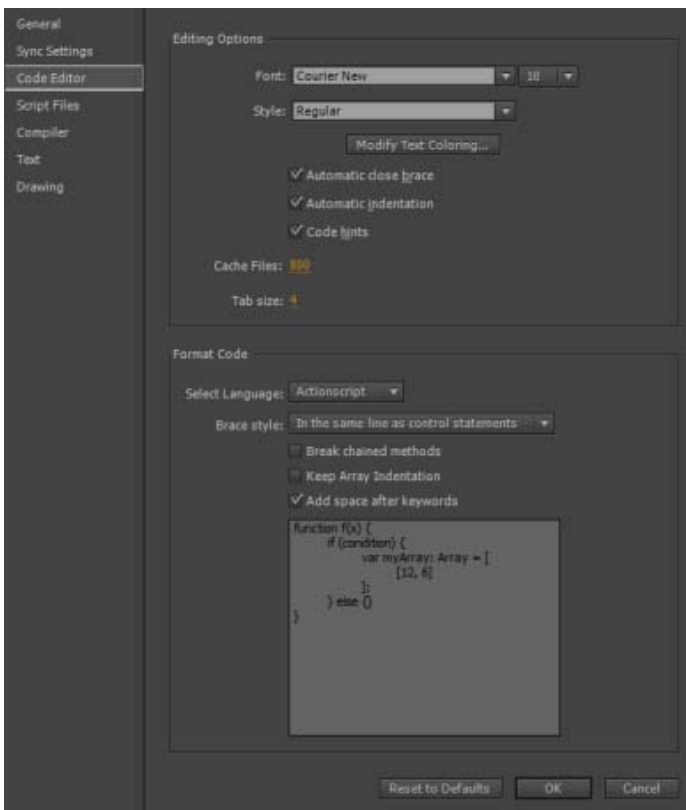 General
Sync Settings
Code Editor
Script Files
Compiler
Text
Drawing
Editing Options
Font: Courier New 10
Style: Regular
Modify Text Coloring...
Automatic close brace
Automatic indentation
Code hints
Cache Files: 800
Tab size: 4
Format Code
Select Language: Actionscript
Brace style: In the same line as control statements
Break chained methods
Keep Array Indentation
Add space after keywords
function f(x) {
if (condition) {
var myArray: Array = [
[12, 6]
];
} else {}
}
Reset to Defaults OK Cancel